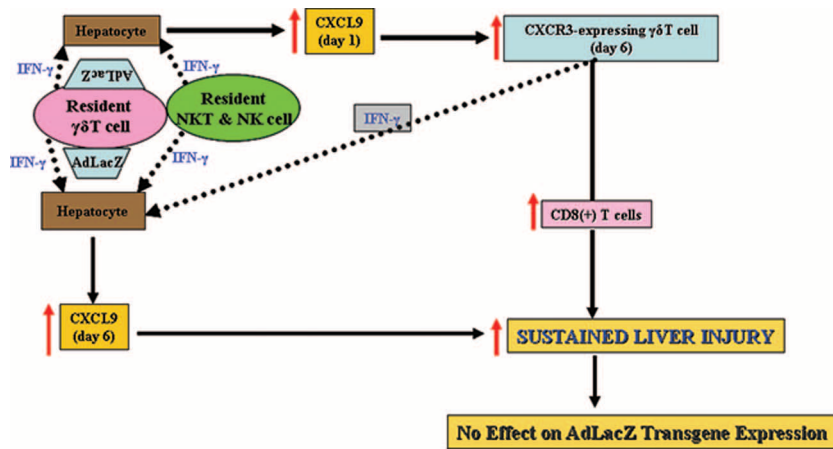 Hepatocyte
CXCL9
(day 1)
CXCR3-expressing γδT cell
(day 6)
IFN-γ
IFN-γ
AdLacZ
Resident
γδT cell
Resident
NKT & NK cell
IFN-γ
AdLacZ
IFN-γ
IFN-γ
Hepatocyte
CD8(+) T cells
CXCL9
(day 6)
SUSTAINED LIVER INJURY
No Effect on AdLacZ Transgene Expression